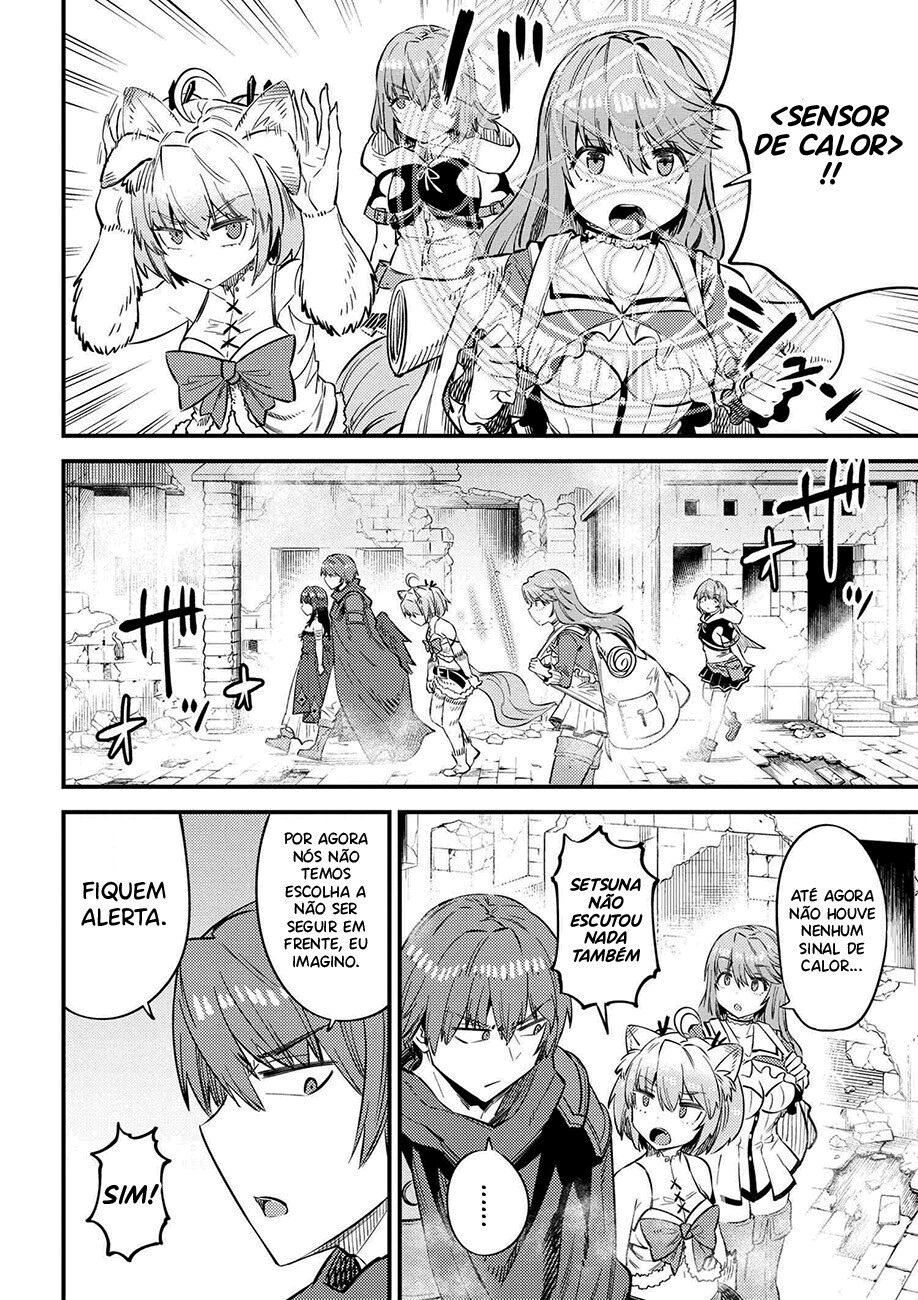 <SENSOR
DE CALOR>
!!
ATÉ AGORA
NÃO HOUVE
NENHUM
SINAL DE
CALOR...
SETSUNA
NÃO
ESCUTOU
NADA
TAMBÉM
......
POR AGORA
NÓS NÃO
TEMOS
ESCOLHA A
NÃO SER
SEGUIR EM
FRENTE, EU
IMAGINO.
FIQUEM
ALERTA.
SIM!